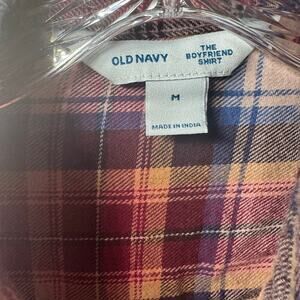 OLD NAVY
THE
BOYFRIEND
SHIRT
M
MADE IN INDIA